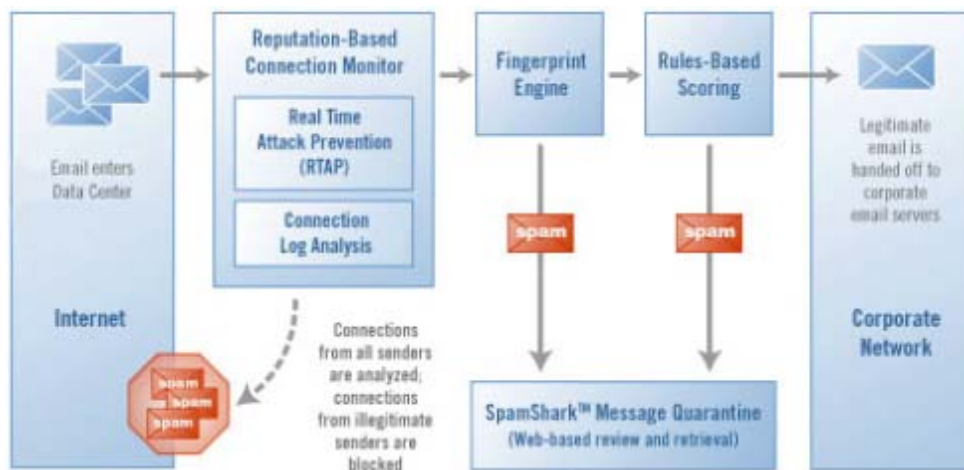 Email enters
Data Center
Internet
Reputation-Based
Connection Monitor
Real Time
Attack Prevention
(RTAP)
Connection
Log Analysis
spam
spam
spam
Connections
from all senders
are analyzed;
connections
from illegitimate
senders are
blocked
Fingerprint
Engine
spam
Rules-Based
Scoring
spam
SpamShark™ Message Quarantine
(Web-based review and retrieval)
Legitimate
email is
handed off to
corporate
email servers
Corporate
Network